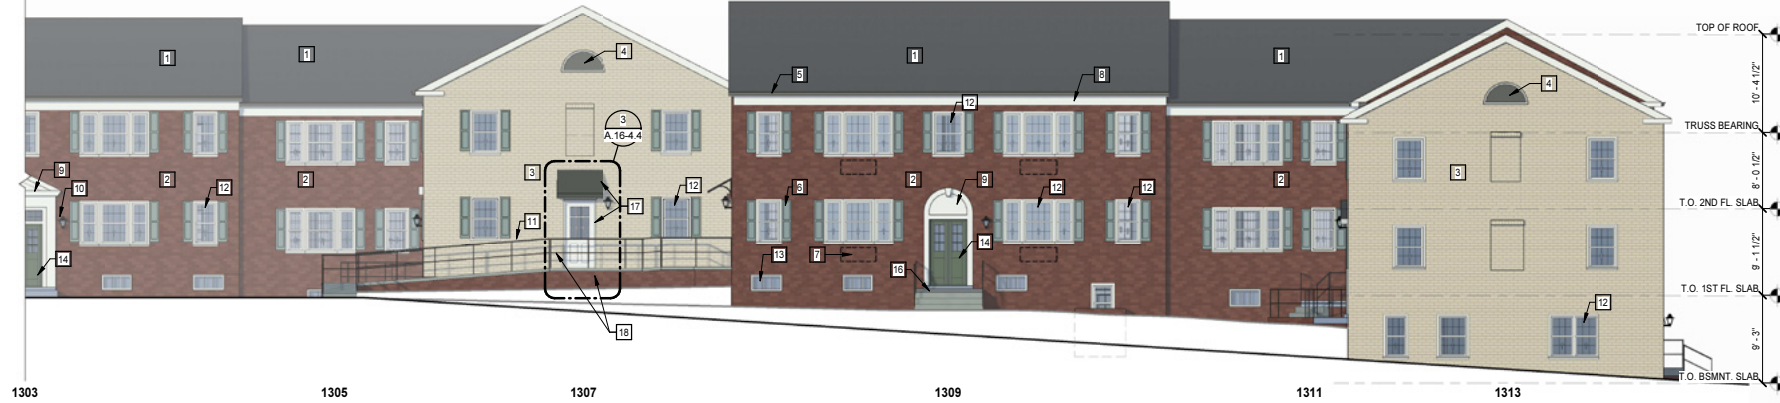 1 1 4 5 1 8 12 1 4 TOP OF ROOF
10' - 4 1/2"
3
A.16-4.4
TRUSS BEARING
9 10 2 12 2 3 12 17 6 2 9 12 12 2 3
8' - 0 1/2"
11
T.O. 2ND FL. SLAB
14 13 7 16 14
9' - 1 1/2"
T.O. 1ST FL. SLAB
18 12
9' - 3"
T.O. BSMNT. SLAB
1303 1305 1307 1309 1311 1313